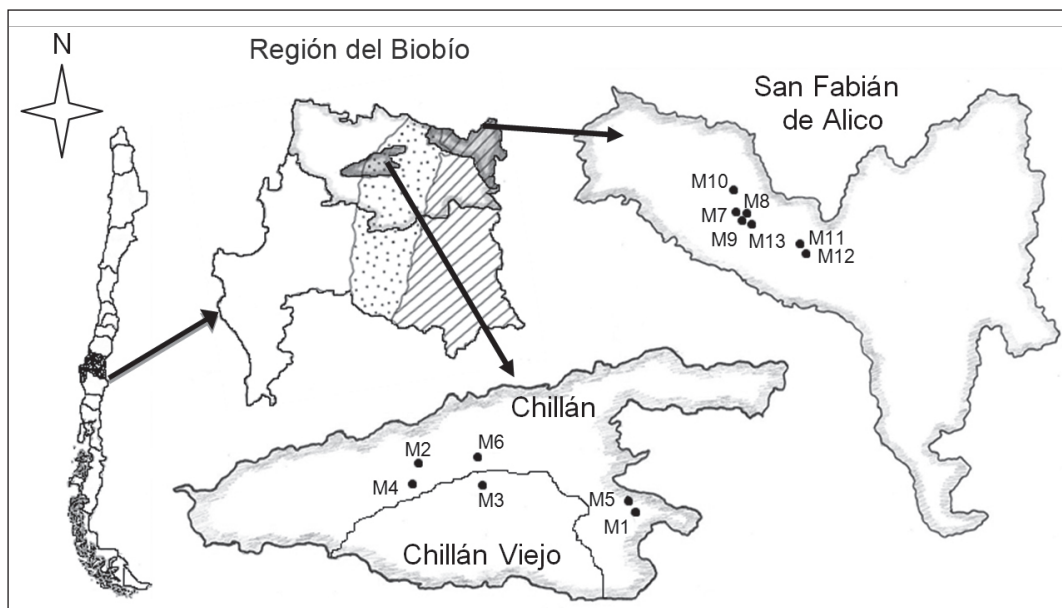 N
Región del Biobío
San Fabián
de Alico
M10
M7
M8
M9
M13
M11
M12
Chillán
M2
M6
M4
M3
M5
M1
Chillán Viejo